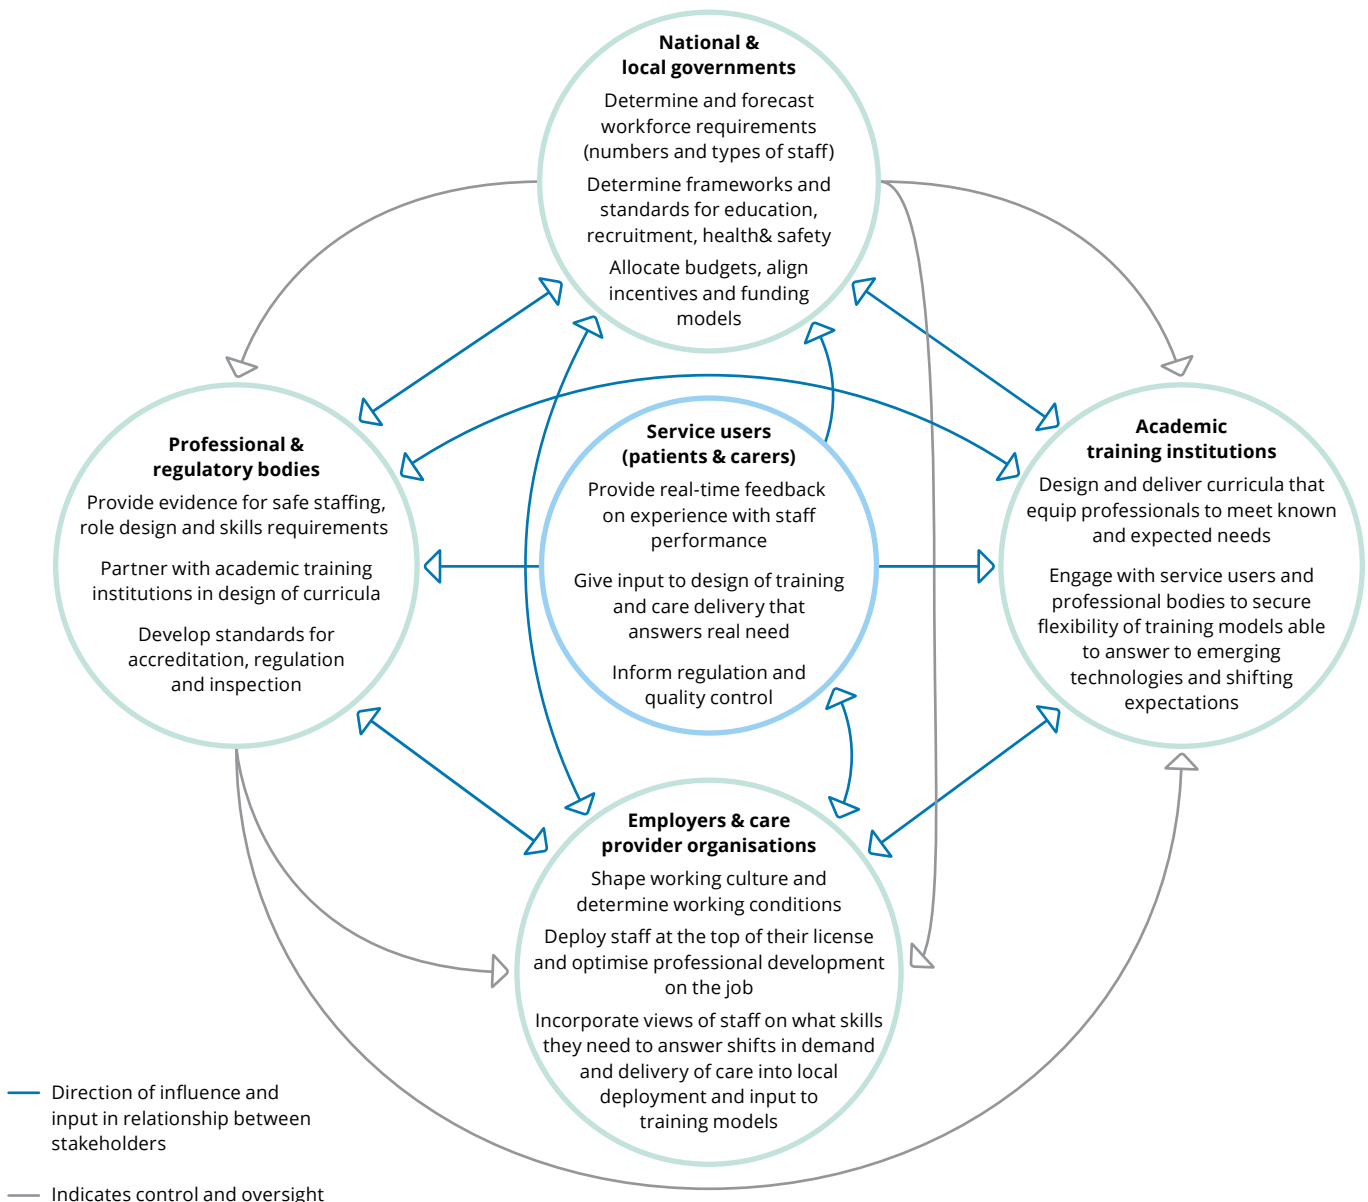 National &
local governments
Determine and forecast
workforce requirements
(numbers and types of staff)
Determine frameworks and
standards for education,
recruitment, health& safety
Allocate budgets, align
incentives and funding
models
Professional &
regulatory bodies
Provide evidence for safe staffing,
role design and skills requirements
Partner with academic training
institutions in design of curricula
Develop standards for
accreditation, regulation
and inspection
Service users
(patients & carers)
Provide real-time feedback
on experience with staff
performance
Give input to design of training
and care delivery that
answers real need
Inform regulation and
quality control
Academic
training institutions
Design and deliver curricula that
equip professionals to meet known
and expected needs
Engage with service users and
professional bodies to secure
flexibility of training models able
to answer to emerging
technologies and shifting
expectations
Employers & care
provider organisations
Shape working culture and
determine working conditions
Deploy staff at the top of their license
and optimise professional development
on the job
Incorporate views of staff on what skills
they need to answer shifts in demand
and delivery of care into local
deployment and input to
training models
Direction of influence and
input in relationship between
stakeholders
Indicates control and oversight